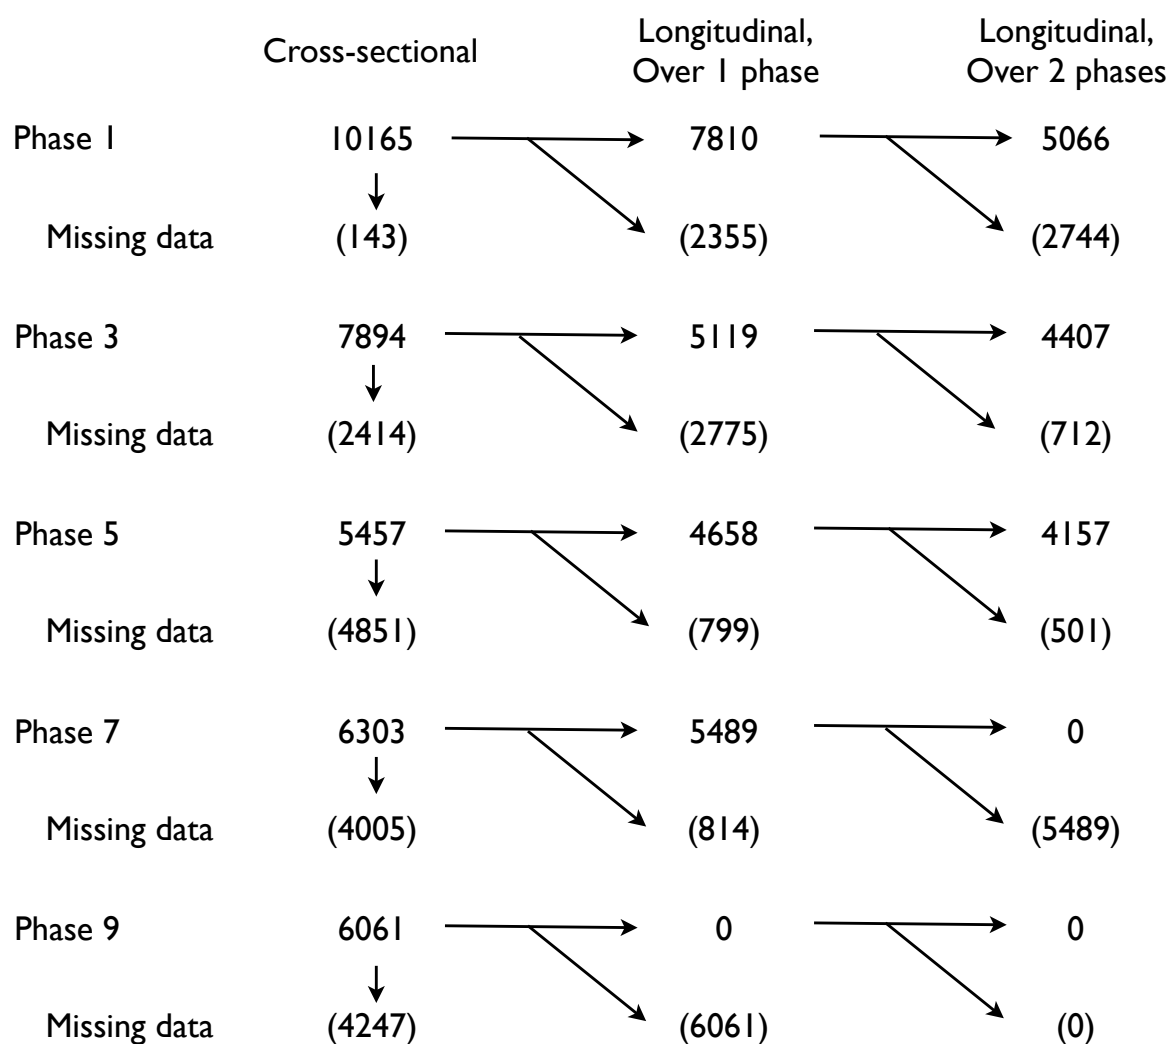 Cross-sectional Longitudinal, Over 1 phase Longitudinal, Over 2 phases
Phase 1 10165 7810 5066
Missing data (143) (2355) (2744)
Phase 3 7894 5119 4407
Missing data (2414) (2775) (712)
Phase 5 5457 4658 4157
Missing data (4851) (799) (501)
Phase 7 6303 5489 0
Missing data (4005) (814) (5489)
Phase 9 6061 0 0
Missing data (4247) (6061) (0)